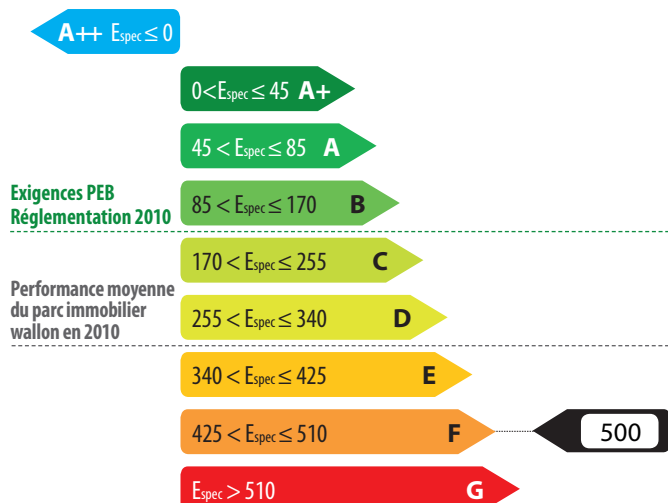 A++ Espec ≤ 0
0<Espec ≤ 45 A+
45 < Espec ≤ 85 A
Exigences PEB
Réglementation 2010
85 < Espec ≤ 170 B
170 < Espec ≤ 255 C
Performance moyenne
du parc immobilier
wallon en 2010
255 < Espec ≤ 340 D
340 < Espec ≤ 425 E
425 < Espec ≤ 510 F
500
Espec > 510 G